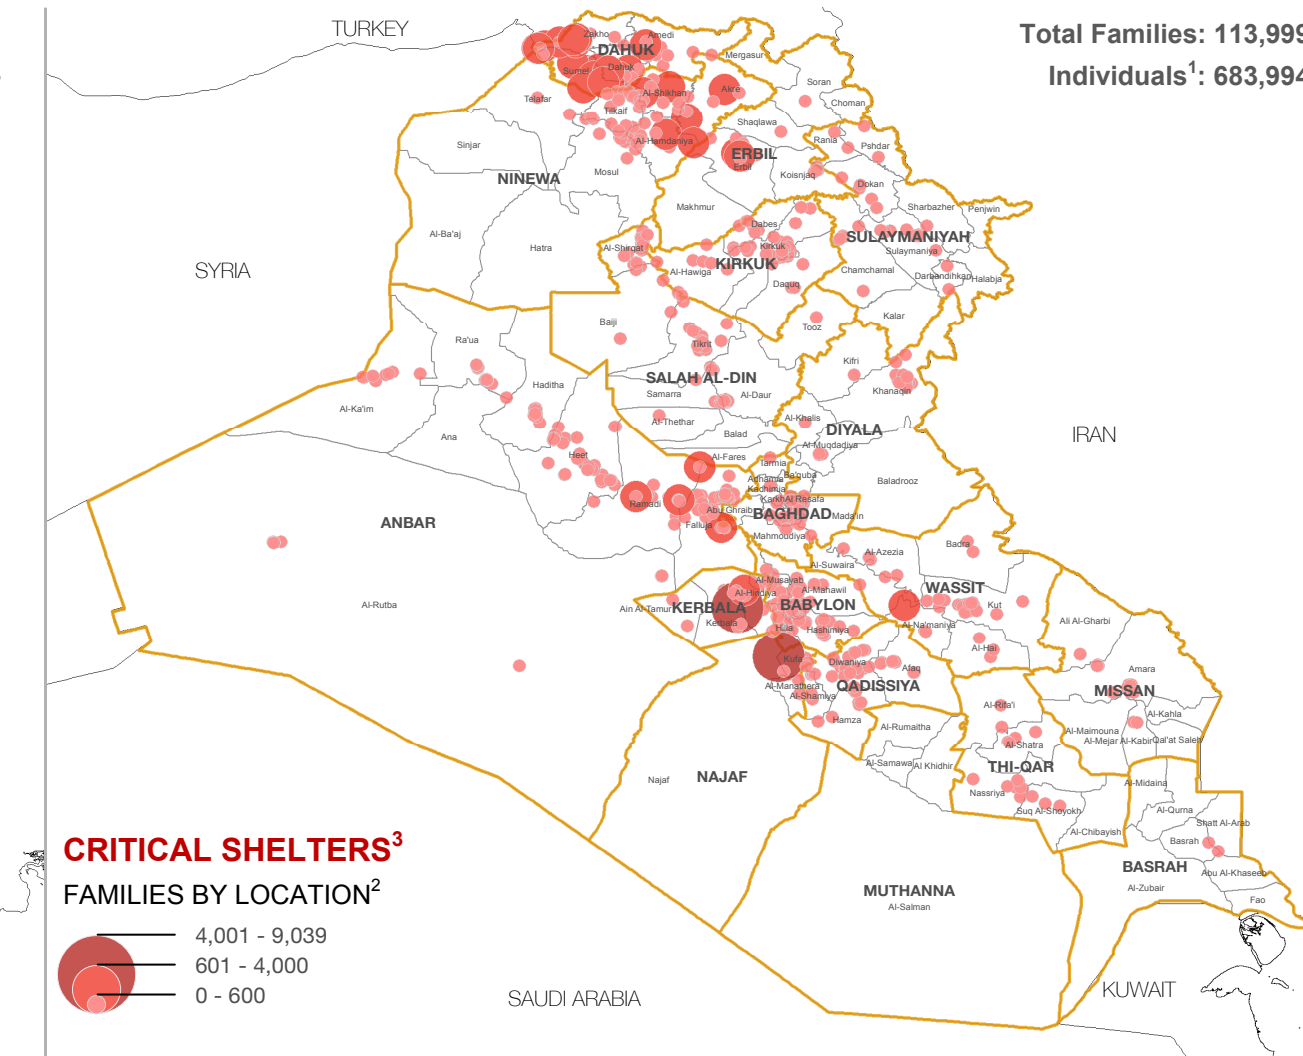 TURKEY
Total Families: 113,999
Individuals1: 683,994
Zakho
Amedi
DAHUK
Mergasur
Sumel
Dahuk
Soran
Telafar
Al-Shikhan
Akre
Choman
Tilkaif
Shaqlawa
Rania
Pshdar
Sinjar
Al-Hamdaniya
ERBIL
Erbil
Mosul
Koisnjaq
NINEWA
Dokan
Makhmur
Sharbazher
Penjwin
Al-Ba'aj
Dabes
SULAYMANIYAH
Hatra
Al-Shirqat
Kirkuk
Sulaymaniya
SYRIA
Al-Hawiga
KIRKUK
Chamchamal
Darbandihkan
Halabja
Daquq
Baiji
Tooz
Kalar
Ra'ua
Tikrit
Kifri
Haditha
SALAH AL-DIN
Khanaqin
Samarra
Al-Daur
Al-Ka'im
Al-Thethar
Al-Khalis
Ana
Balad
DIYALA
IRAN
Al-Muqdadiya
Heet
Al-Fares
Tarmia
Ba'quba
Adhamia
Kadhimia
Baladrooz
Ramadi
Karkh
Al Resafa
Abu Ghraib
BAGHDAD
Mada'in
ANBAR
Falluja
Mahmoudiya
Badra
Al-Azezia
Al-Suwaira
Al-Musayab
Al-Mahawil
WASSIT
Al-Rutba
Ain Al-Tamur
KERBALA
Al-Hindiya
BABYLON
Kut
Kerbala
Hilla
Hashimiya
Al-Na'maniya
Ali Al-Gharbi
Al-Hai
Kufa
Diwaniya
Afaq
Amara
Al-Manathera
QADISSIYA
MISSAN
Al-Shamiya
Al-Rifa'i
Hamza
Al-Rumaitha
Al-Kahla
Al-Maimouna
Al-Shatra
Al-Mejar Al-Kabir
Qal'at Saleh
Al-Samawa
Al Khidhir
THI-QAR
Najaf
NAJAF
Al-Midaina
Nassriya
Suq Al-Shoyokh
Al-Qurna
Shatt Al-Arab
Al-Chibayish
Basrah
BASRAH
Abu Al-Khaseeb
MUTHANNA
Al-Zubair
Al-Salman
Fao
CRITICAL SHELTERS3
FAMILIES BY LOCATION2
4,001 - 9,039
601 - 4,000
0 - 600
SAUDI ARABIA
KUWAIT